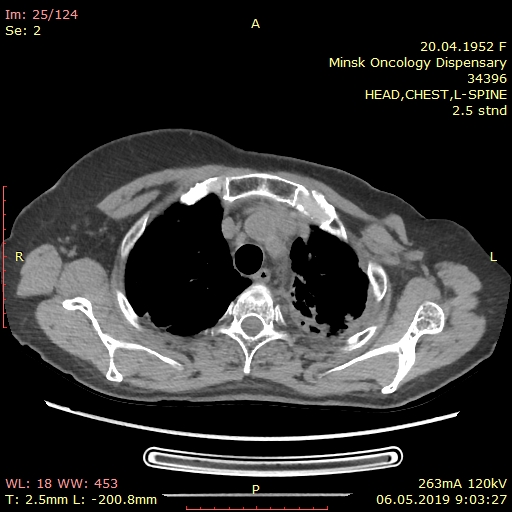 Im: 25/124
Se: 2
A
20.04.1952 F
Minsk Oncology Dispensary
34396
HEAD,CHEST,L-SPINE
2.5 stnd
R
L
WL: 18 WW: 453
T: 2.5mm L: -200.8mm
P
263mA 120kV
06.05.2019 9:03:27